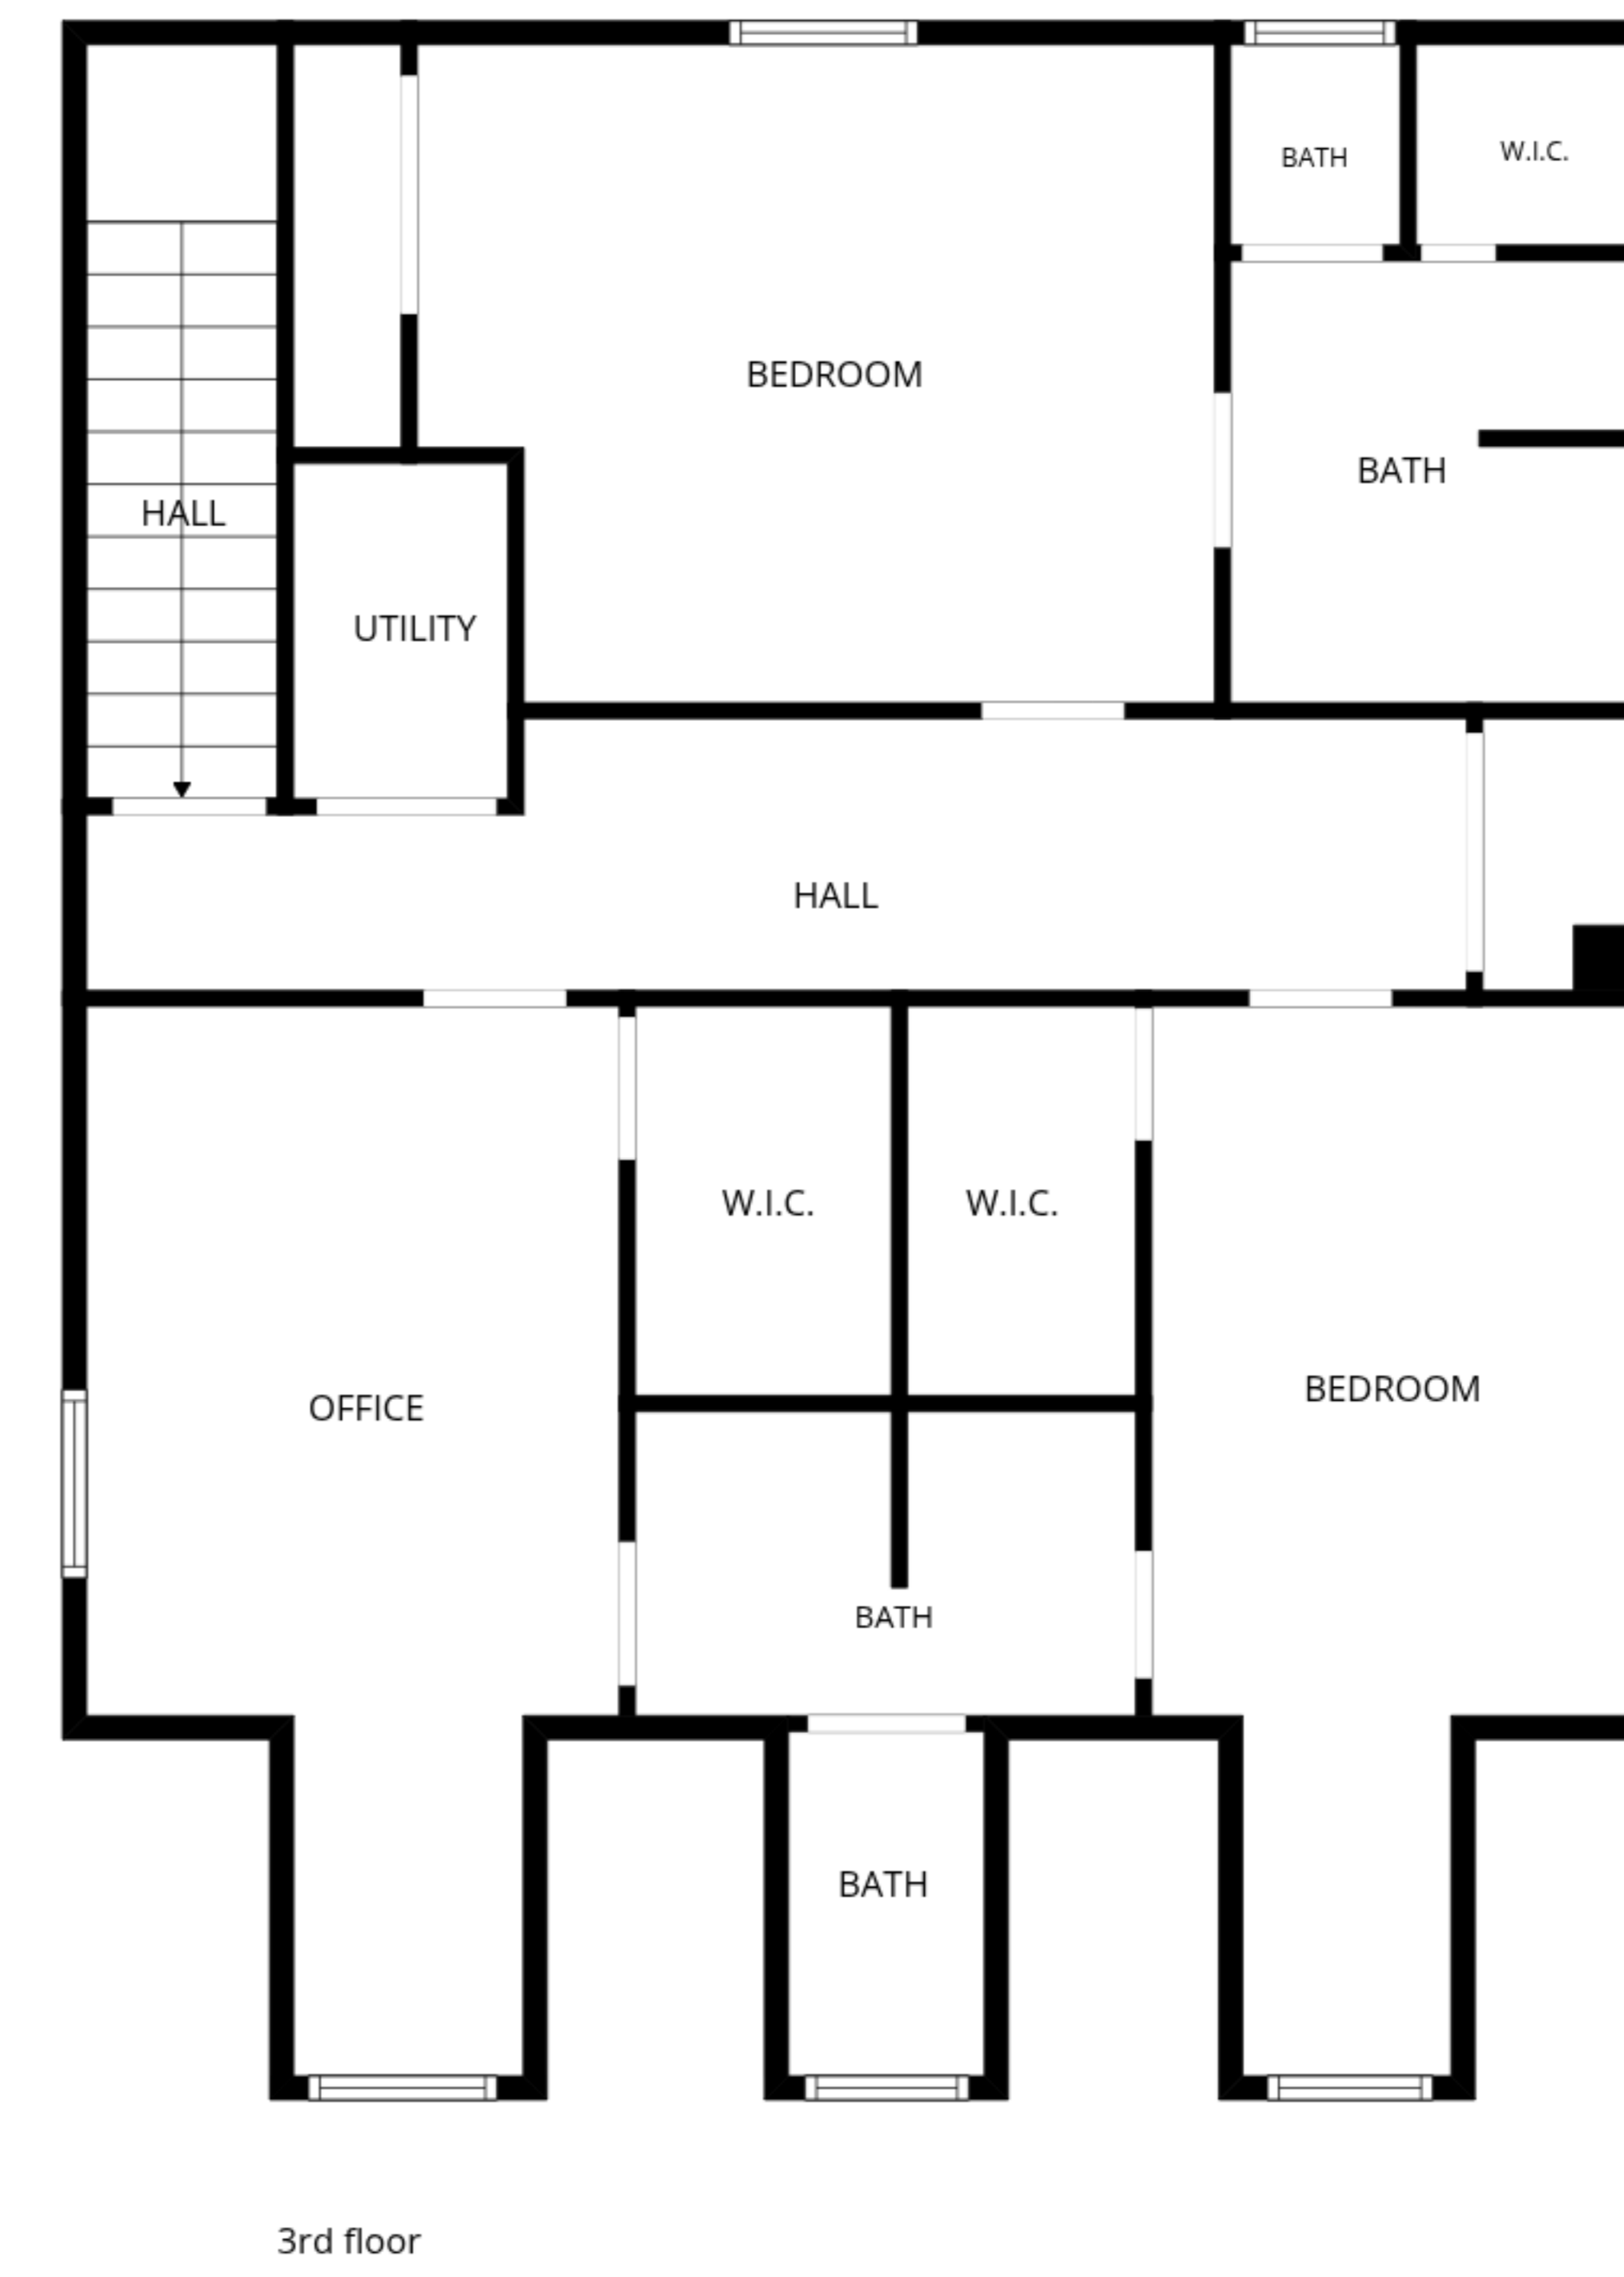 BATH
W.I.C.
BEDROOM
BATH
HALL
UTILITY
HALL
W.I.C.
W.I.C.
OFFICE
BEDROOM
BATH
BATH
3rd floor